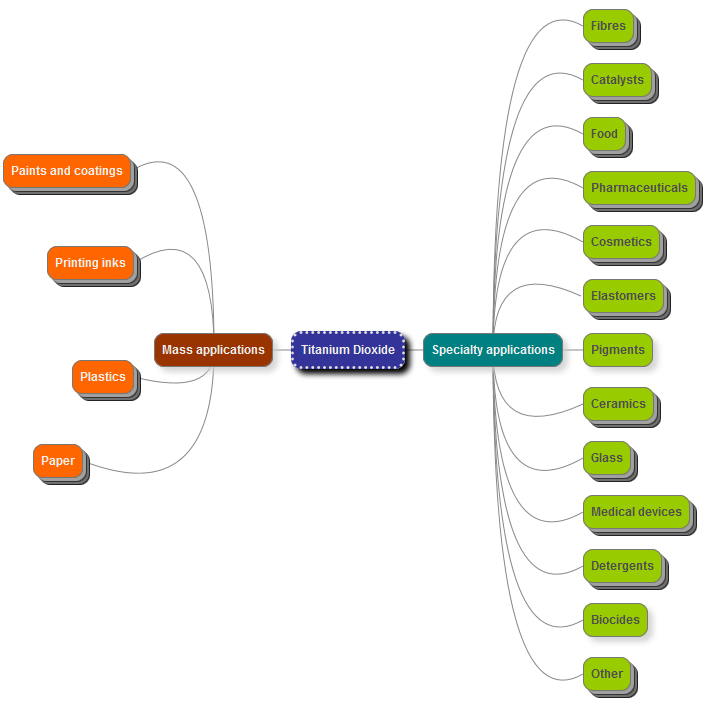 Fibres
Catalysts
Food
Paints and coatings
Pharmaceuticals
Cosmetics
Printing inks
Elastomers
Mass applications
Titanium Dioxide
Specialty applications
Pigments
Plastics
Ceramics
Paper
Glass
Medical devices
Detergents
Biocides
Other